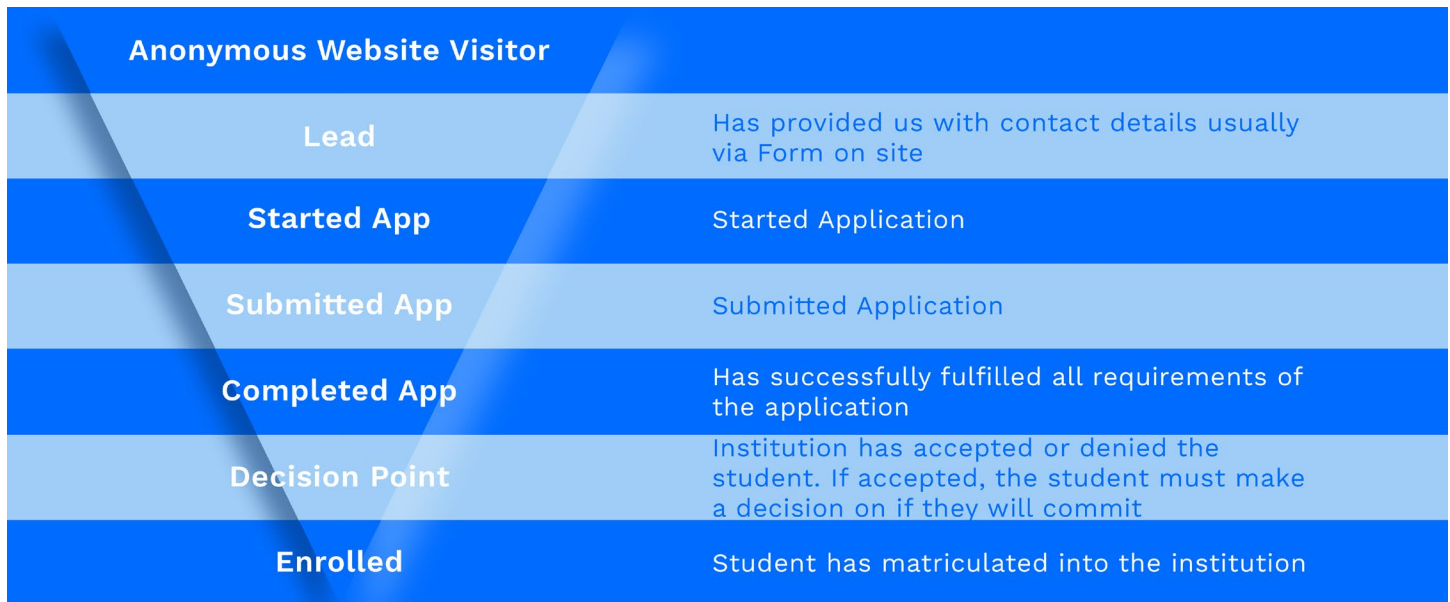 Anonymous Website Visitor
Lead
Has provided us with contact details usually
via Form on site
Started App
Started Application
Submitted App
Submitted Application
Completed App
Has successfully fulfilled all requirements of
the application
Decision Point
Institution has accepted or denied the
student. If accepted, the student must make
a decision on if they will commit
Enrolled
Student has matriculated into the institution